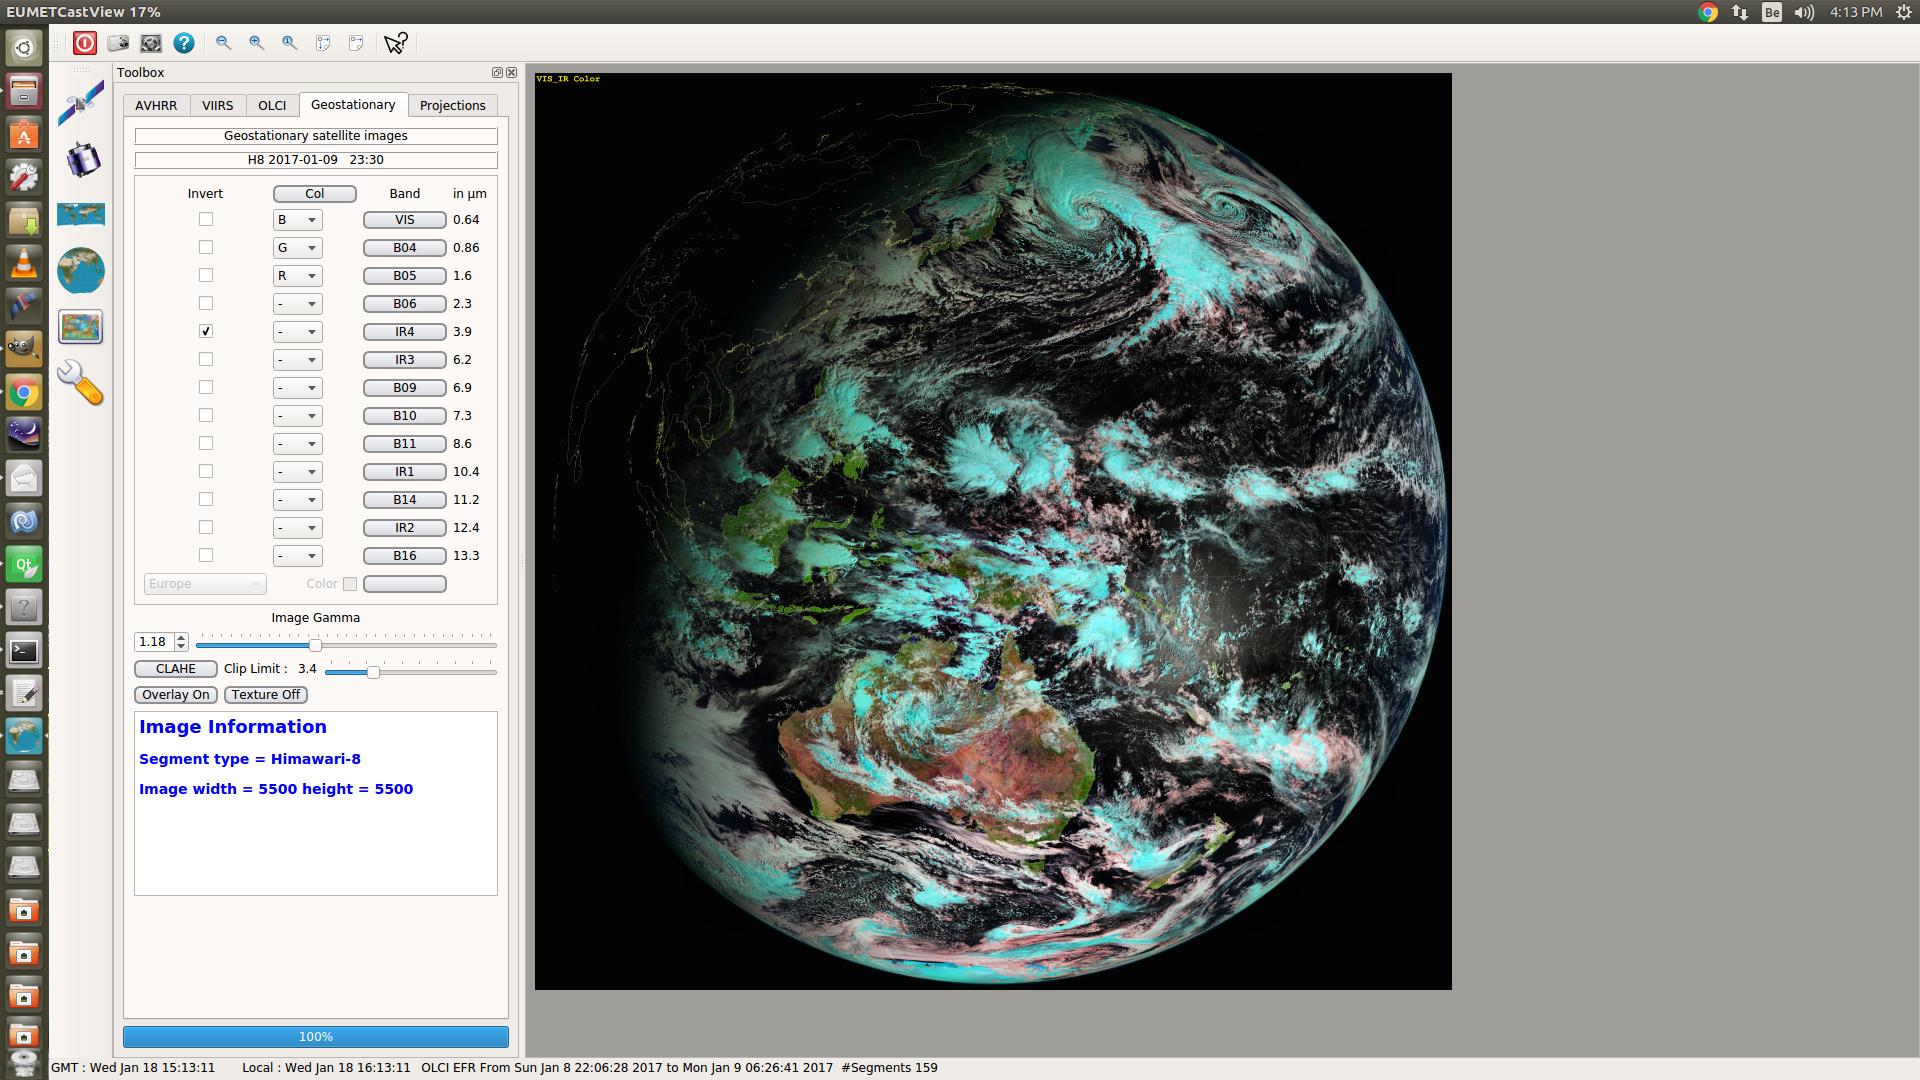 EUMETCastView 17%
Be
4:13 PM
Toolbox
AVHRR VIIRS OLCI Geostationary Projections
Geostationary satellite images
H8 2017-01-09 23:30
Invert Col Band in µm
B VIS 0.64
G B04 0.86
R B05 1.6
- B06 2.3
- IR4 3.9
- IR3 6.2
- B09 6.9
- B10 7.3
- B11 8.6
- IR1 10.4
- B14 11.2
- IR2 12.4
- B16 13.3
Europe Color
Image Gamma
1.18
CLAHE Clip Limit : 3.4
Overlay On Texture Off
Image Information
Segment type = Himawari-8
Image width = 5500 height = 5500
100%
VIS_IR Color
Qt
GMT : Wed Jan 18 15:13:11 Local : Wed Jan 18 16:13:11 OLCI EFR From Sun Jan 8 22:06:28 2017 to Mon Jan 9 06:26:41 2017 #Segments 159